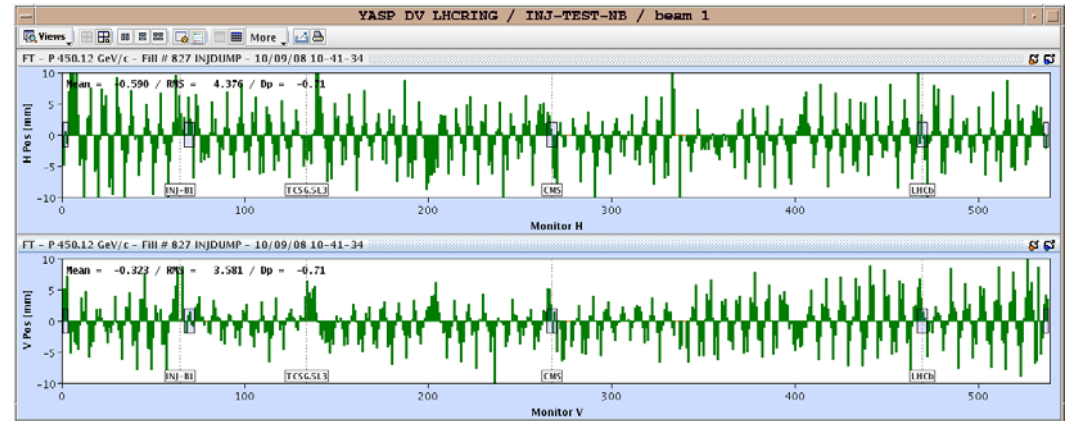 YASP DV LHCRING / INJ-TEST-NB / beam 1
Views More
FT - P 450.12 GeV/c - Fill # 827 INJDUMP - 10/09/08 10-41-34
Mean = -0.590 / RMS = 4.376 / Dp = -0.71
H Pos [mm]
10
5
0
-5
-10
INJ-B1 TCSG.5L3 CMS LHCb
0 100 200 300 400 500
Monitor H
FT - P 450.12 GeV/c - Fill # 827 INJDUMP - 10/09/08 10-41-34
Mean = -0.323 / RMS = 3.581 / Dp = -0.71
V Pos [mm]
10
5
0
-5
-10
INJ-B1 TCSG.5L3 CMS LHCb
0 100 200 300 400 500
Monitor V